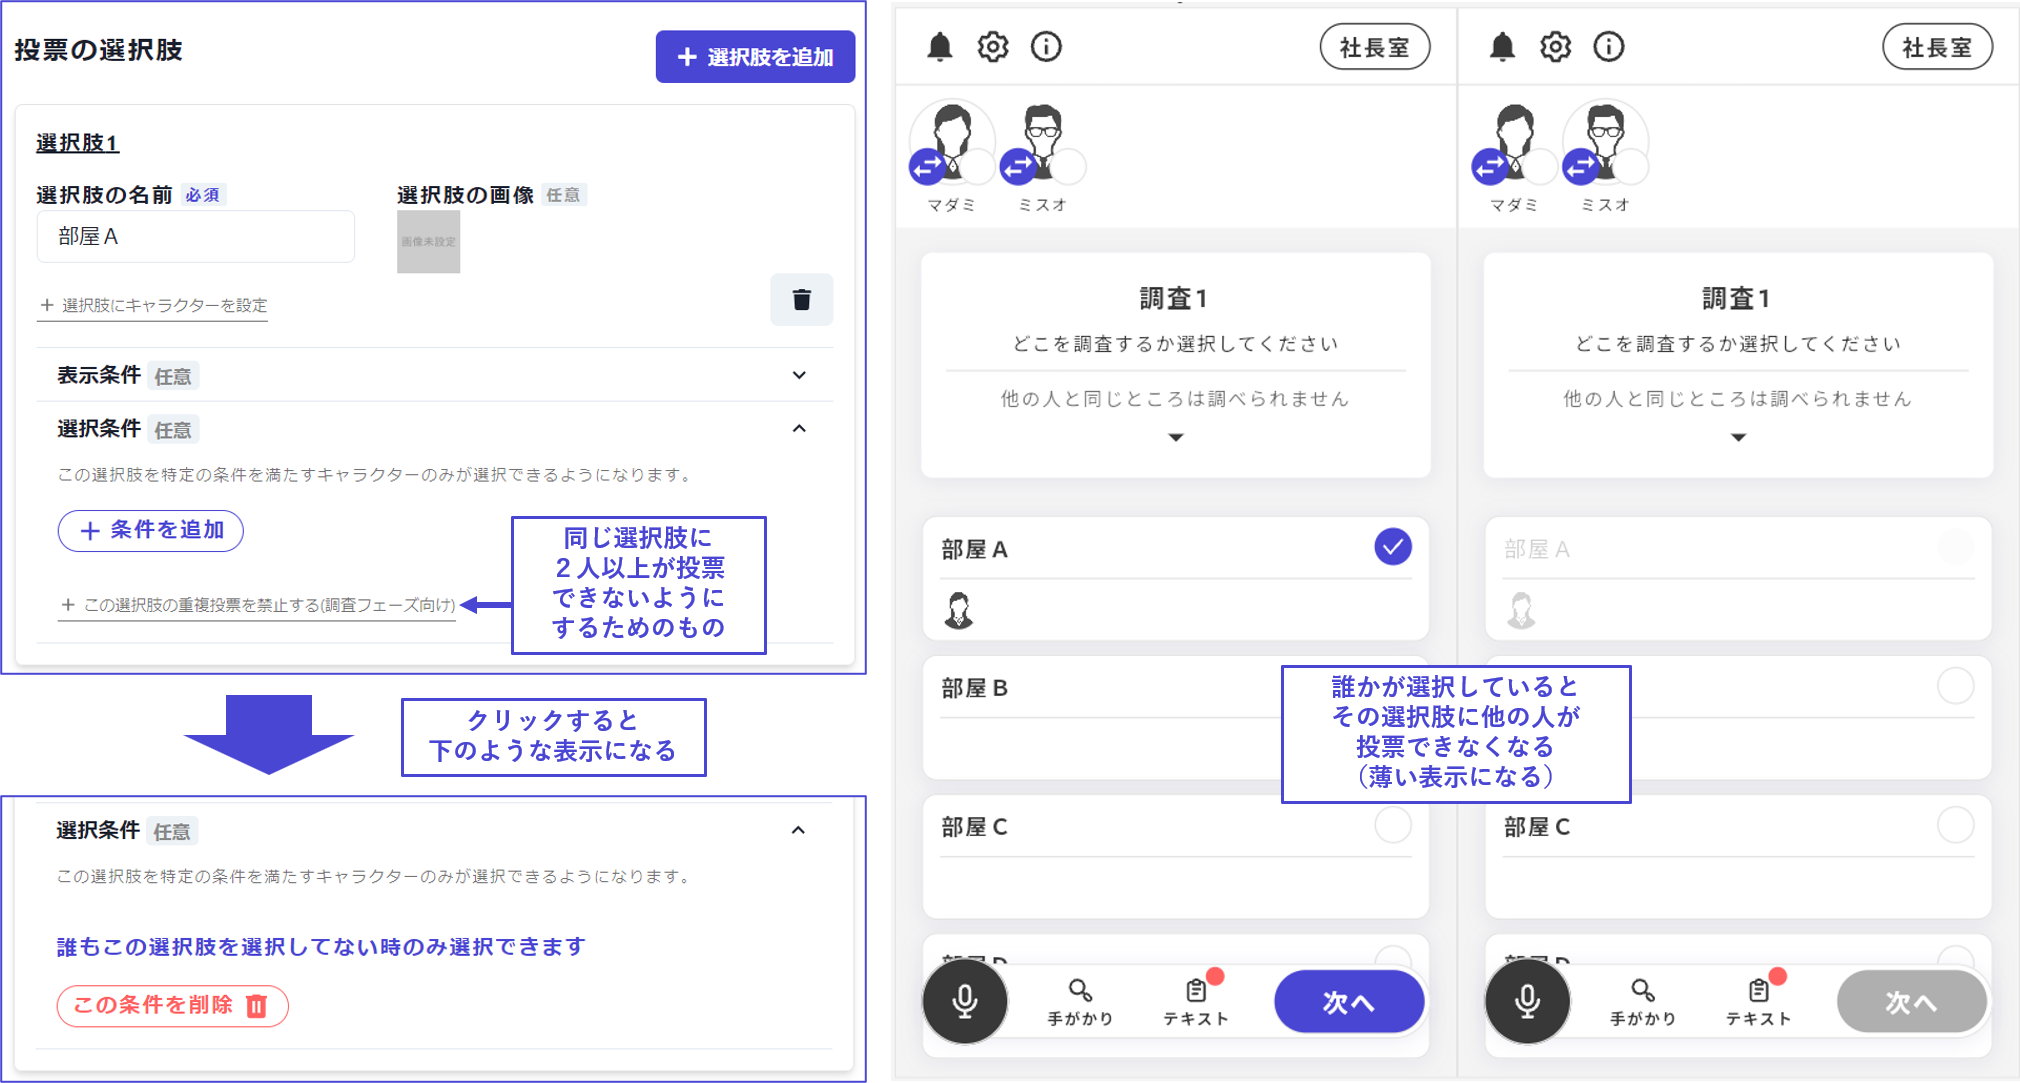 投票の選択肢
＋ 選択肢を追加
選択肢1
選択肢の名前 必須
選択肢の画像 任意
部屋A
画像未設定
＋ 選択肢にキャラクターを設定
表示条件 任意
選択条件 任意
この選択肢を特定の条件を満たすキャラクターのみが選択できるようになります。
＋ 条件を追加
＋ この選択肢の重複投票を禁止する(調査フェーズ向け)
同じ選択肢に
２人以上が投票
できないように
するためのもの
クリックすると
下のような表示になる
選択条件 任意
この選択肢を特定の条件を満たすキャラクターのみが選択できるようになります。
誰もこの選択肢を選択してない時のみ選択できます
この条件を削除
社長室
マダミ
ミスオ
調査1
どこを調査するか選択してください
他の人と同じところは調べられません
部屋A
部屋B
部屋C
部屋D
手がかり
テキスト
次へ
誰かが選択していると
その選択肢に他の人が
投票できなくなる
（薄い表示になる）
社長室
マダミ
ミスオ
調査1
どこを調査するか選択してください
他の人と同じところは調べられません
部屋A
部屋C
部屋D
手がかり
テキスト
次へ